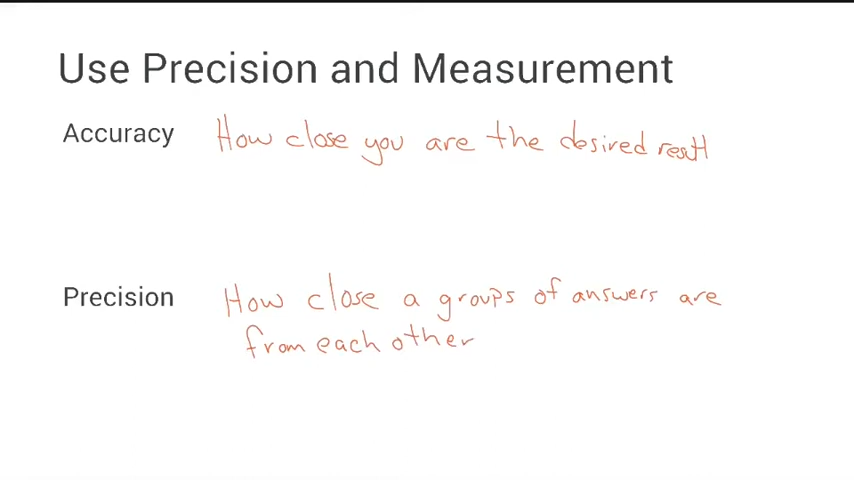 Use Precision and Measurement
Accuracy How close you are the desired result
Precision How close a groups of answers are
from each other